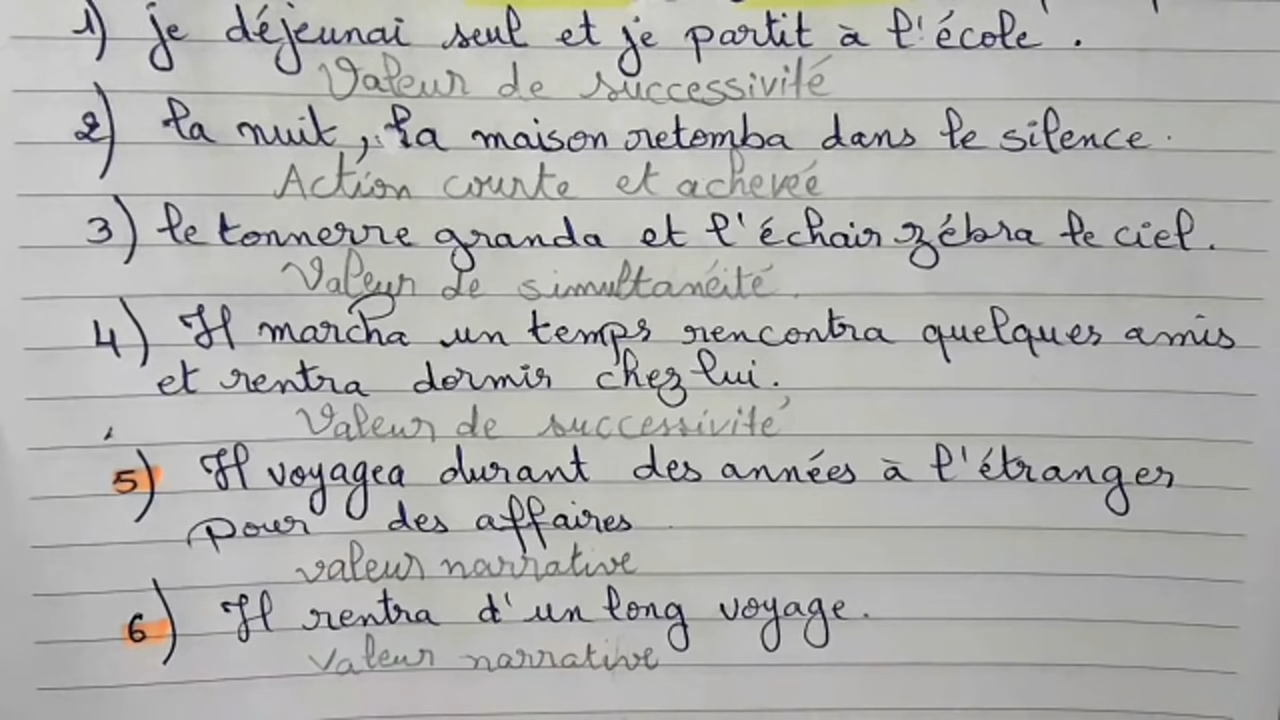 1) je déjeunai seul et je partit à l'école.
Valeur de successivité
2) la nuit, la maison retomba dans le silence.
Action courte et achevée
3) le tonnerre granda et l'échair zébra le ciel.
Valeur de simultanéité.
4) Il marcha un temps rencontra quelques amis
et rentra dormir chez lui.
Valeur de successivité
5) Il voyagea durant des années à l'étranger
pour des affaires
valeur narrative
6) Il rentra d'un long voyage.
valeur narrative